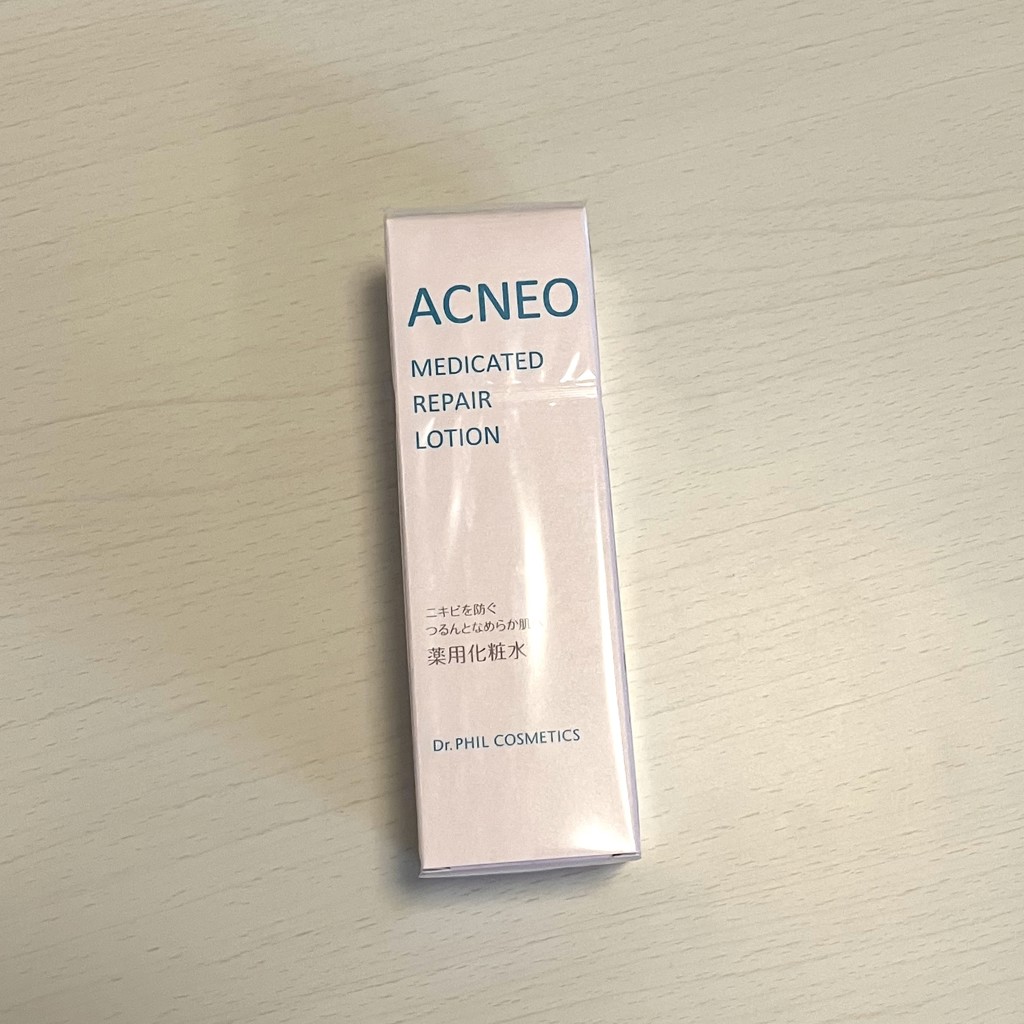 ACNEO
MEDICATED
REPAIR
LOTION
ニキビを防ぐ
つるんとなめらか肌
薬用化粧水
Dr. PHIL COSMETICS